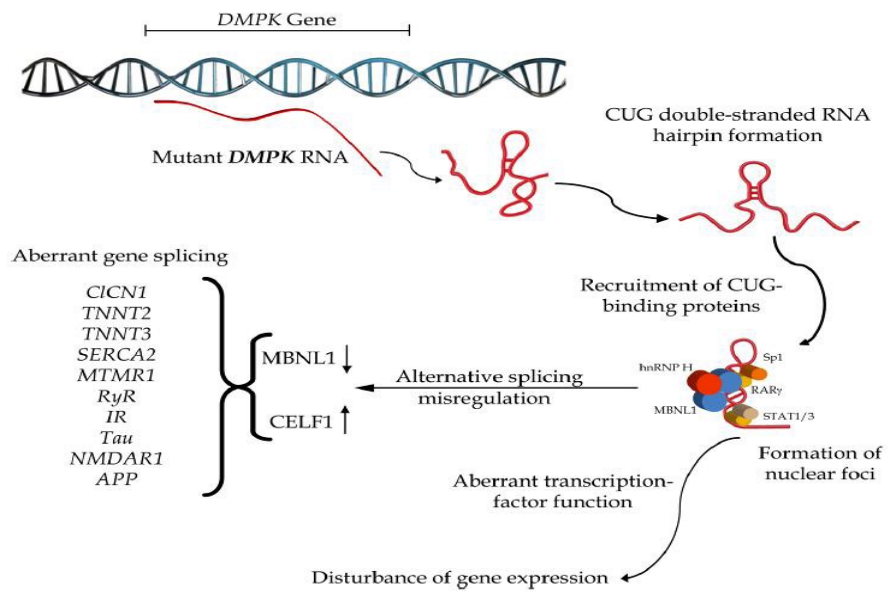 DMPK Gene
Mutant DMPK RNA
CUG double-stranded RNA
hairpin formation
Recruitment of CUG-
binding proteins
Sp1
hnRNP H
RARγ
MBNL1
STAT1/3
Formation of
nuclear foci
Alternative splicing
misregulation
MBNL1 ↓
CELF1 ↑
Aberrant gene splicing
ClCN1
TNNT2
TNNT3
SERCA2
MTMR1
RyR
IR
Tau
NMDAR1
APP
Aberrant transcription-
factor function
Disturbance of gene expression